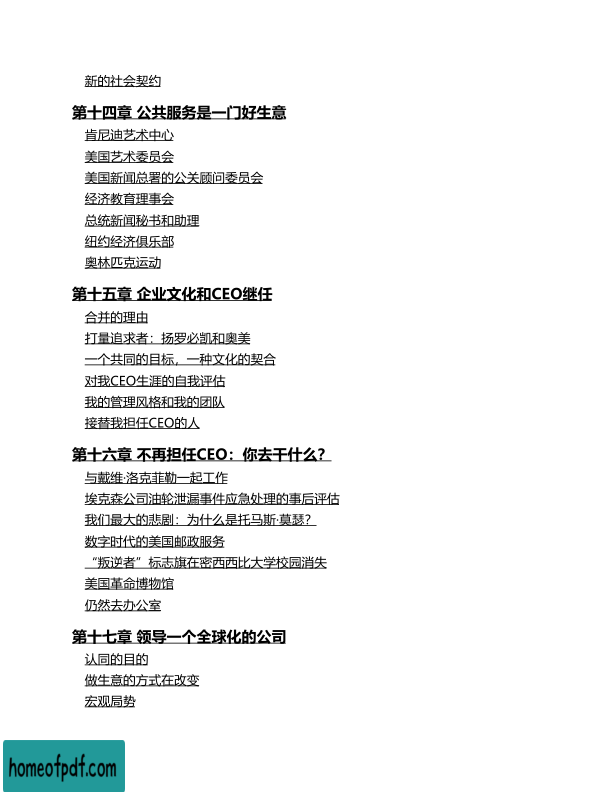 新的社会契约
第十四章 公共服务是一门好生意
肯尼迪艺术中心
美国艺术委员会
美国新闻总署的公关顾问委员会
经济教育理事会
总统新闻秘书和助理
纽约经济俱乐部
奥林匹克运动
第十五章 企业文化和CEO继任
合并的理由
打量追求者：扬罗必凯和奥美
一个共同的目标，一种文化的契合
对我CEO生涯的自我评估
我的管理风格和我的团队
接替我担任CEO的人
第十六章 不再担任CEO：你去干什么？
与戴维·洛克菲勒一起工作
埃克森公司油轮泄漏事件应急处理的事后评估
我们最大的悲剧：为什么是托马斯·莫瑟？
数字时代的美国邮政服务
“叛逆者”标志旗在密西西比大学校园消失
美国革命博物馆
仍然去办公室
第十七章 领导一个全球化的公司
认同的目的
做生意的方式在改变
宏观局势
homeofpdf.com